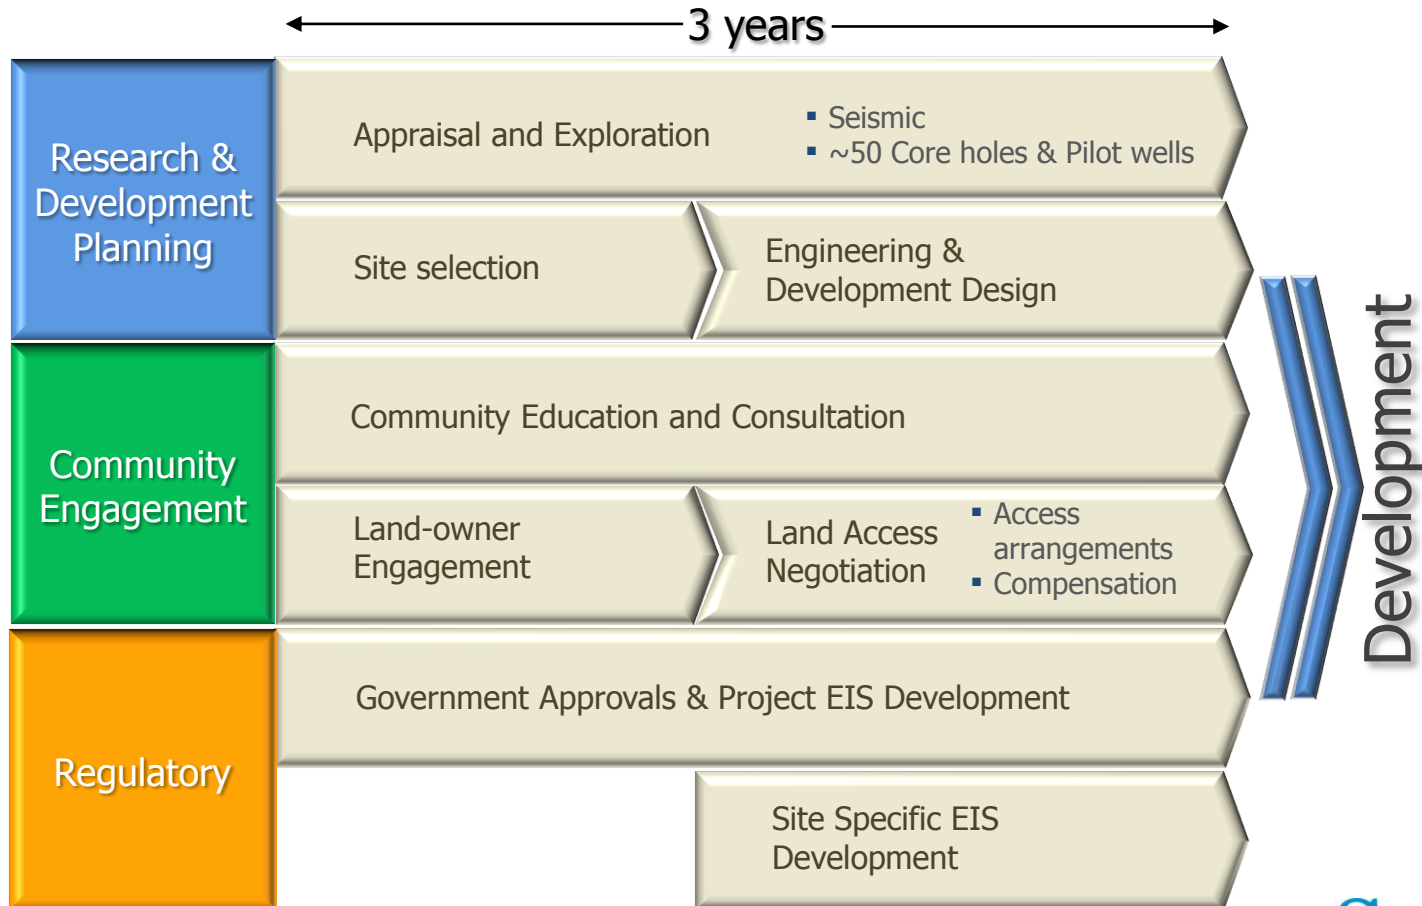 3 years
Research &
Development
Planning
Appraisal and Exploration
▪ Seismic
▪ ~50 Core holes & Pilot wells
Site selection
Engineering &
Development Design
Community
Engagement
Community Education and Consultation
Land-owner
Engagement
Land Access
Negotiation
▪ Access
arrangements
▪ Compensation
Regulatory
Government Approvals & Project EIS Development
Site Specific EIS
Development
Development